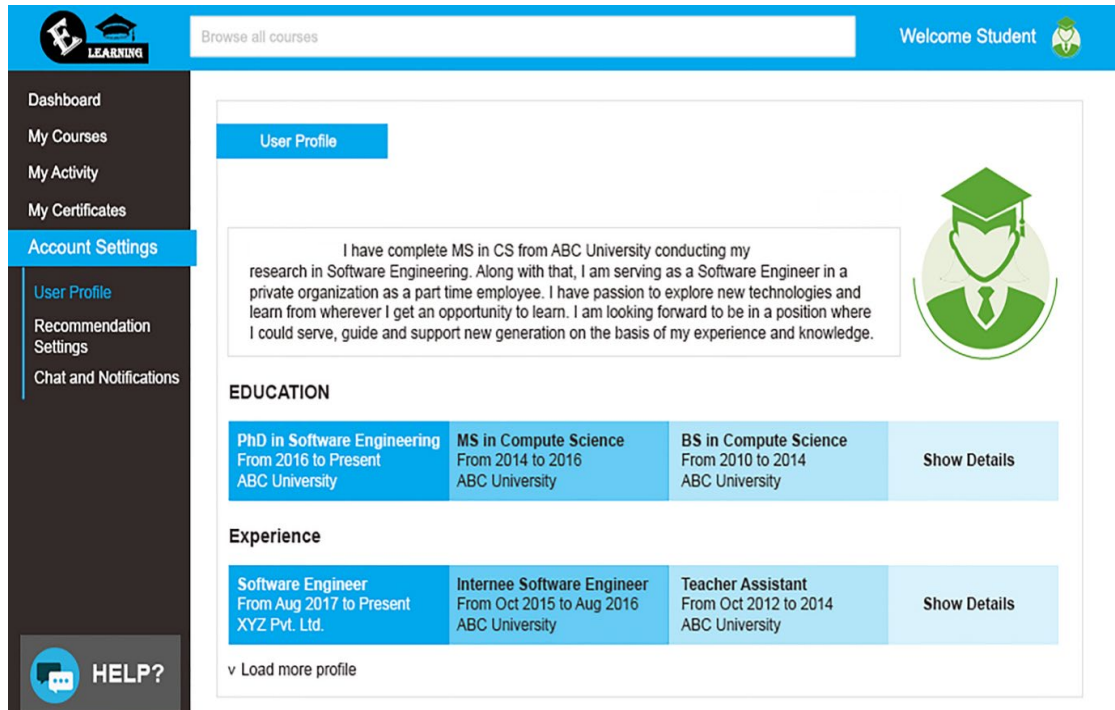 E
LEARNING
Browse all courses
Welcome Student
Dashboard
My Courses
My Activity
My Certificates
Account Settings
User Profile
Recommendation
Settings
Chat and Notifications
HELP?
User Profile
I have complete MS in CS from ABC University conducting my
research in Software Engineering. Along with that, I am serving as a Software Engineer in a
private organization as a part time employee. I have passion to explore new technologies and
learn from wherever I get an opportunity to learn. I am looking forward to be in a position where
I could serve, guide and support new generation on the basis of my experience and knowledge.
EDUCATION
PhD in Software Engineering
From 2016 to Present
ABC University
MS in Compute Science
From 2014 to 2016
ABC University
BS in Compute Science
From 2010 to 2014
ABC University
Show Details
Experience
Software Engineer
From Aug 2017 to Present
XYZ Pvt. Ltd.
Internee Software Engineer
From Oct 2015 to Aug 2016
ABC University
Teacher Assistant
From Oct 2012 to 2014
ABC University
Show Details
v Load more profile